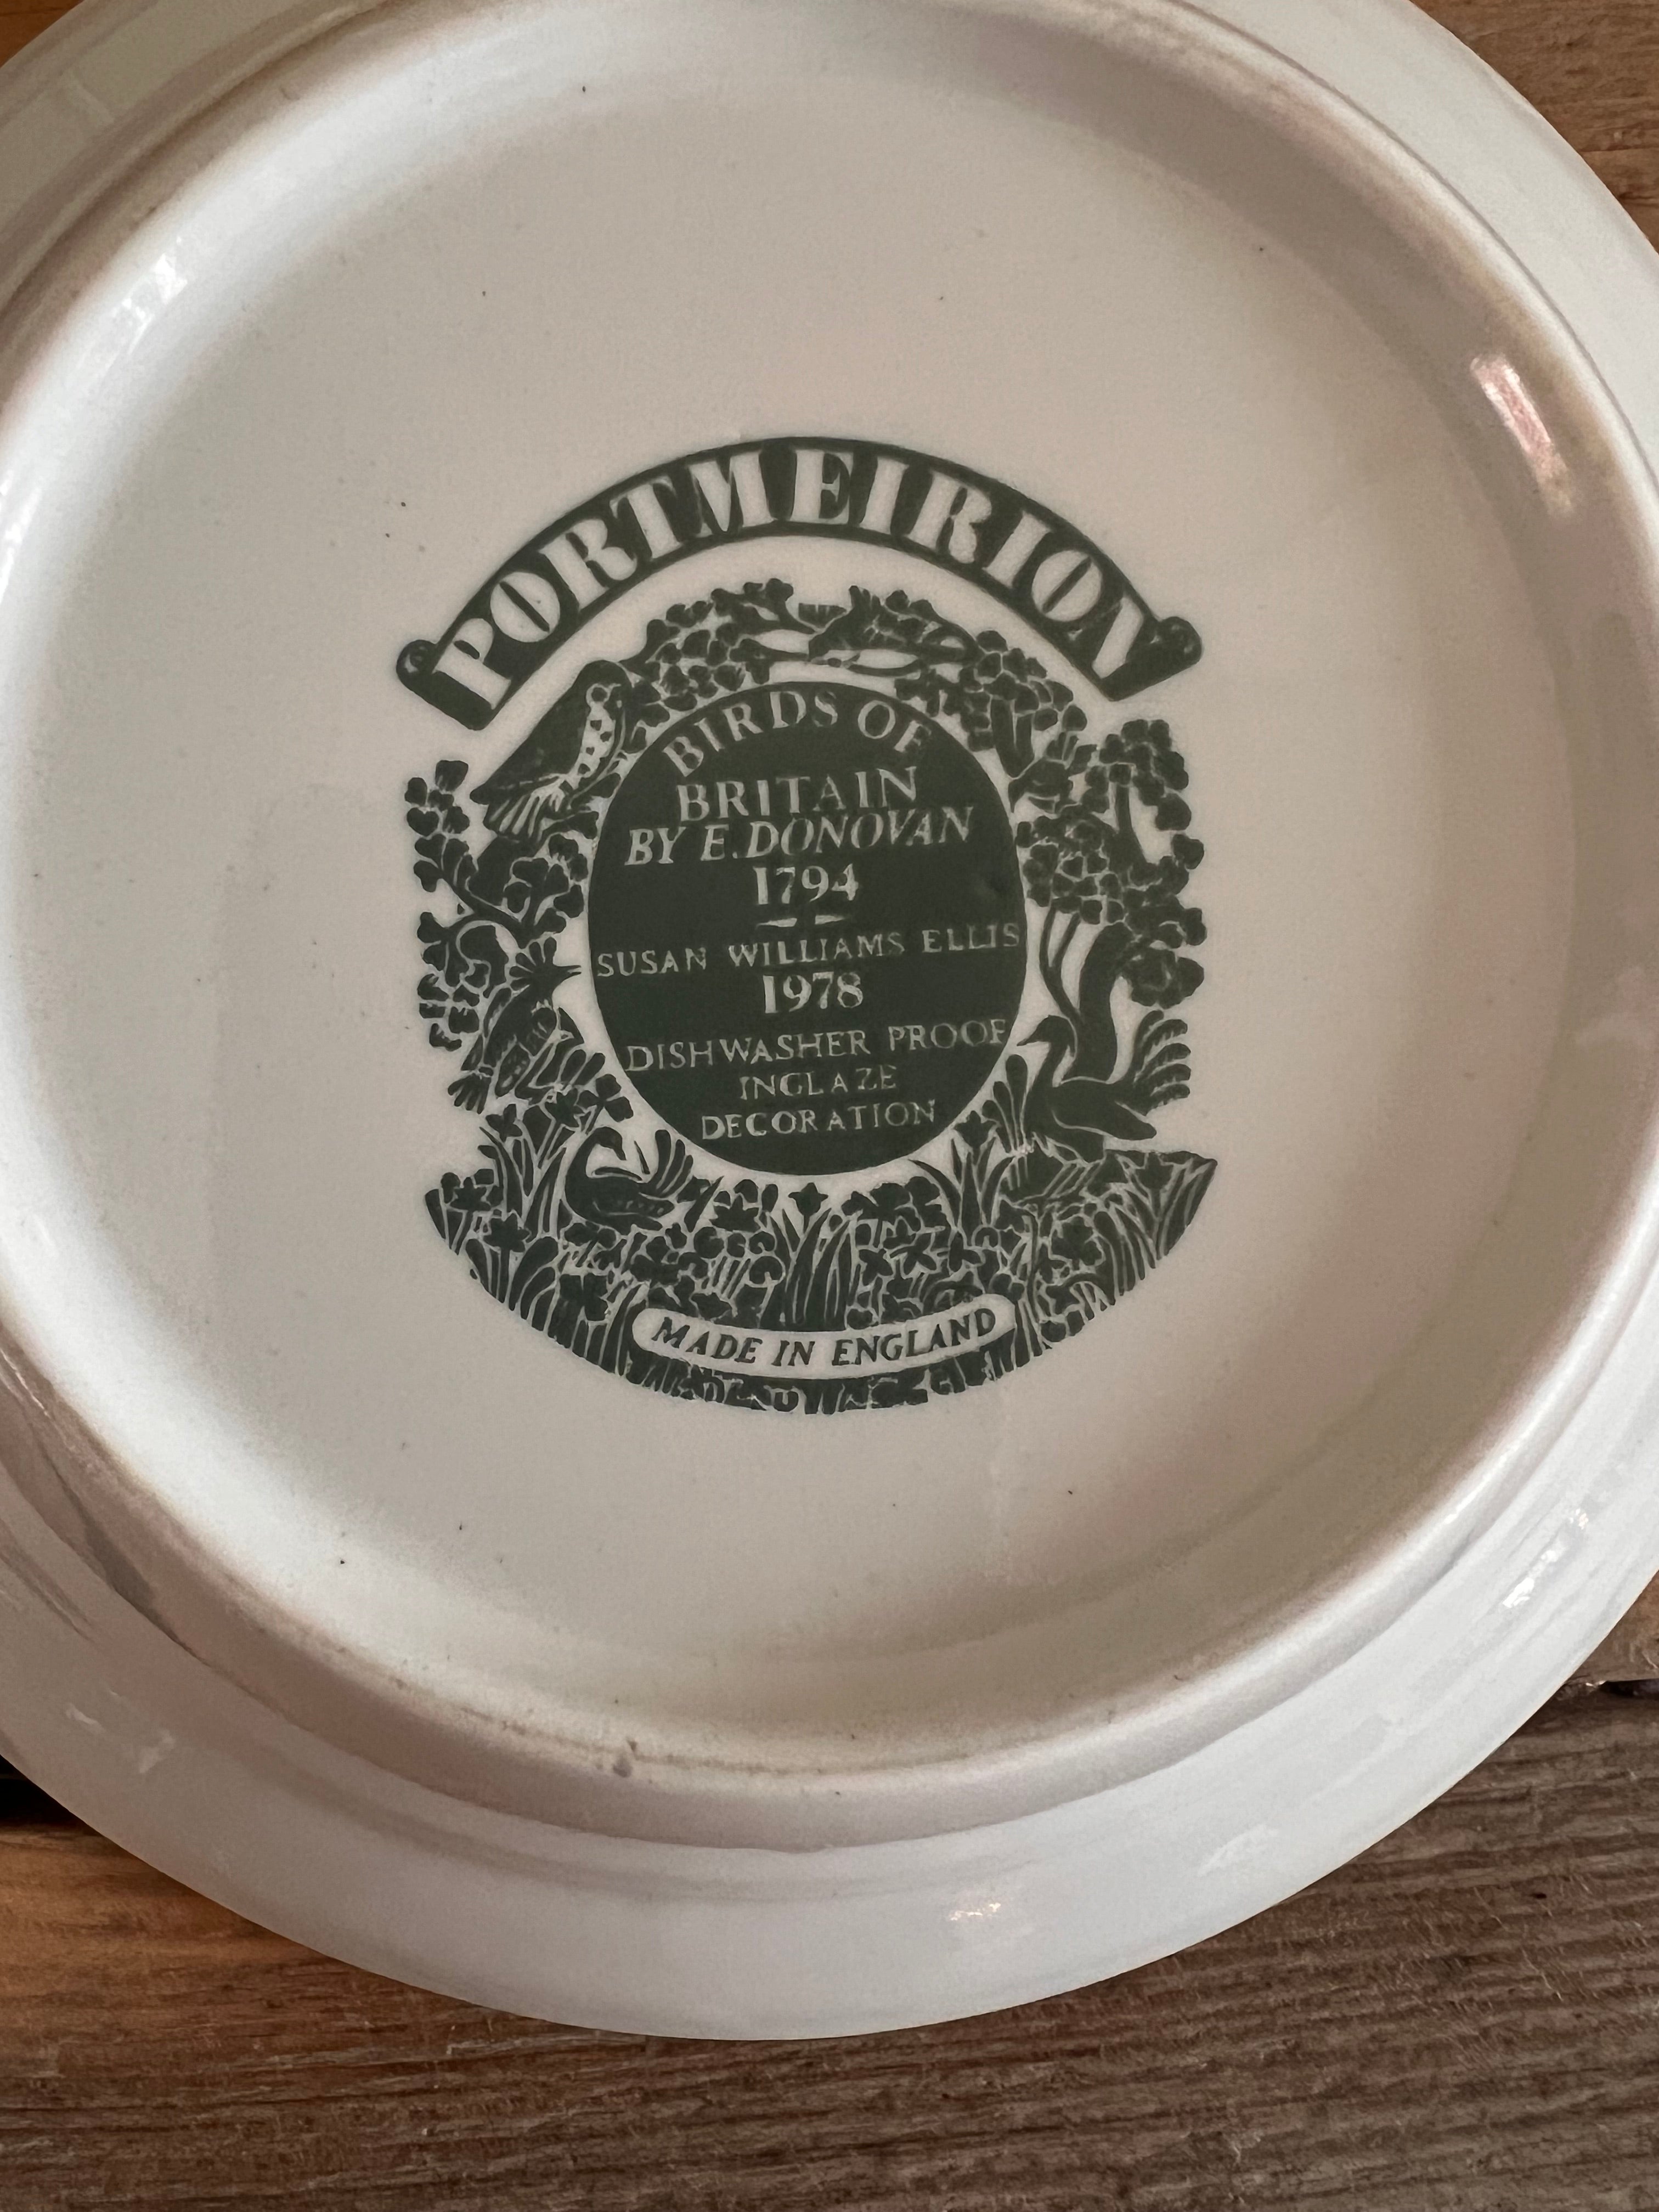 PORTMEIRION
BIRDS OF
BRITAIN
BY E. DONOVAN
1794
SUSAN WILLIAMS ELLIS
1978
DISHWASHER PROOF
INGLAZE
DECORATION
MADE IN ENGLAND